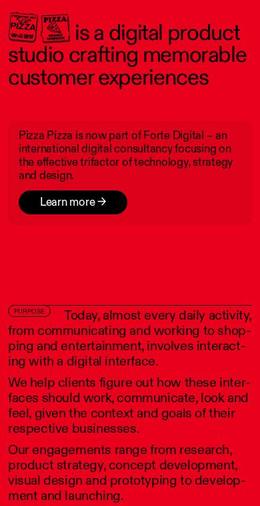 PIZZA PIZZA is a digital product
studio crafting memorable
customer experiences
Pizza Pizza is now part of Forte Digital – an
international digital consultancy focusing on
the effective trifactor of technology, strategy
and design.
Learn more →
PURPOSE Today, almost every daily activity,
from communicating and working to shop-
ping and entertainment, involves interact-
ing with a digital interface.
We help clients figure out how these inter-
faces should work, communicate, look and
feel, given the context and goals of their
respective businesses.
Our engagements range from research,
product strategy, concept development,
visual design and prototyping to develop-
ment and launching.